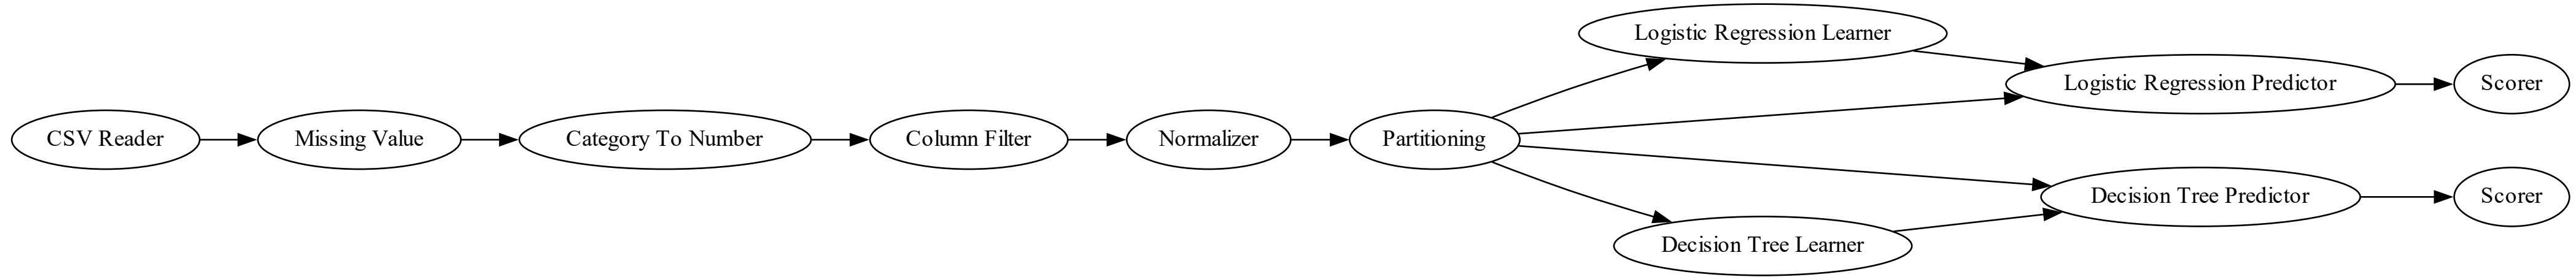 CSV Reader
Missing Value
Category To Number
Column Filter
Normalizer
Partitioning
Logistic Regression Learner
Logistic Regression Predictor
Scorer
Decision Tree Learner
Decision Tree Predictor
Scorer